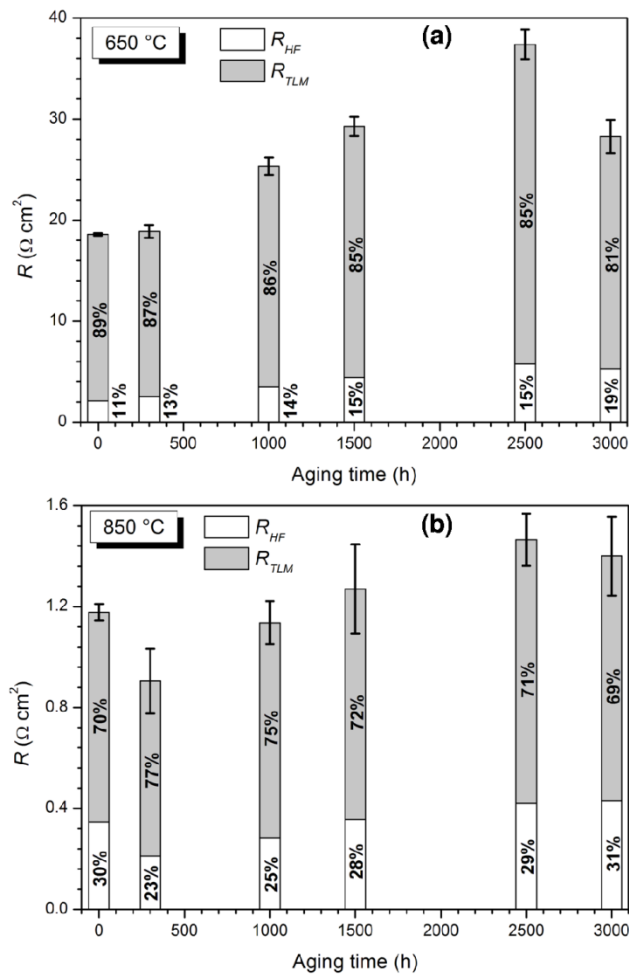 650 °C
(a)
R_HF
R_TLM
R (Ω cm²)
40
30
20
10
0
89%
87%
86%
85%
85%
81%
11%
13%
14%
15%
15%
19%
0 500 1000 1500 2000 2500 3000
Aging time (h)
850 °C
(b)
R_HF
R_TLM
R (Ω cm²)
1.6
1.2
0.8
0.4
0.0
70%
77%
75%
72%
71%
69%
30%
23%
25%
28%
29%
31%
0 500 1000 1500 2000 2500 3000
Aging time (h)